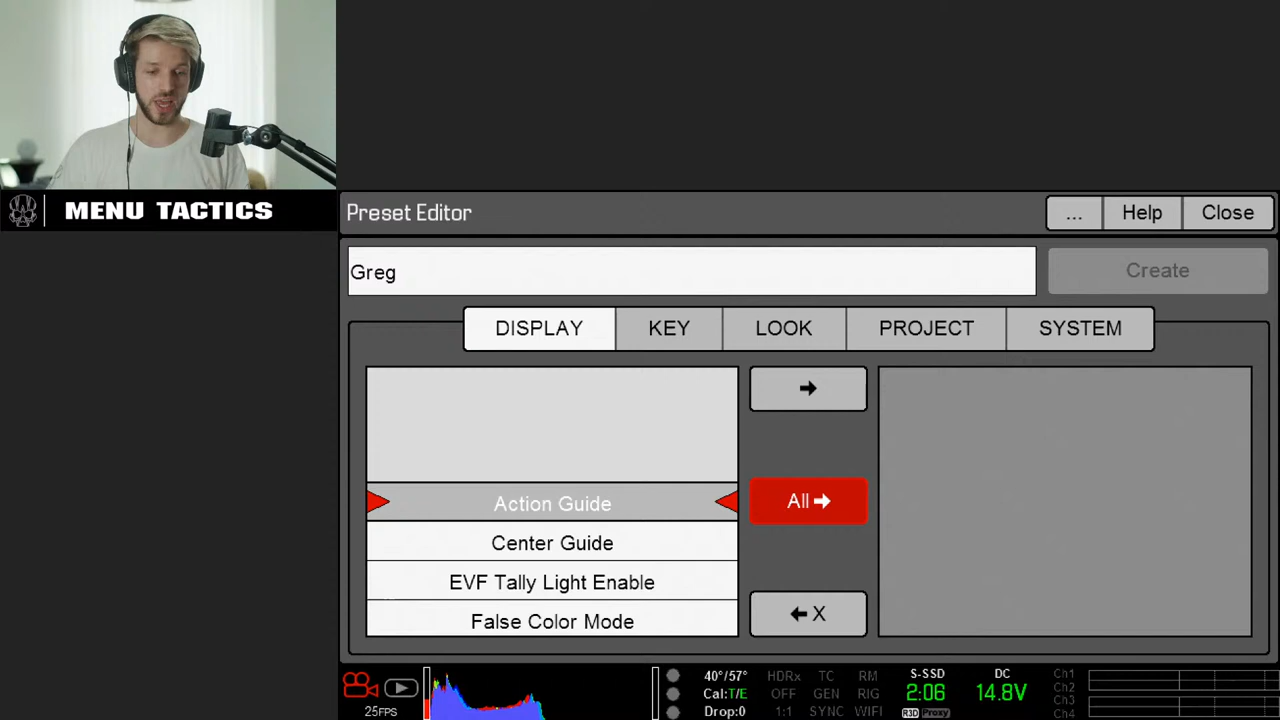 MENU TACTICS
Preset Editor
...
Help
Close
Greg
Create
DISPLAY
KEY
LOOK
PROJECT
SYSTEM
Action Guide
Center Guide
EVF Tally Light Enable
False Color Mode
All
X
25FPS
40°/57°
Cal:T/E
Drop:0
HDRx
OFF
1:1
TC
GEN
SYNC
RM
RIG
WIFI
S-SSD
2:06
R3D Proxy
DC
14.8V
Ch1
Ch2
Ch3
Ch4